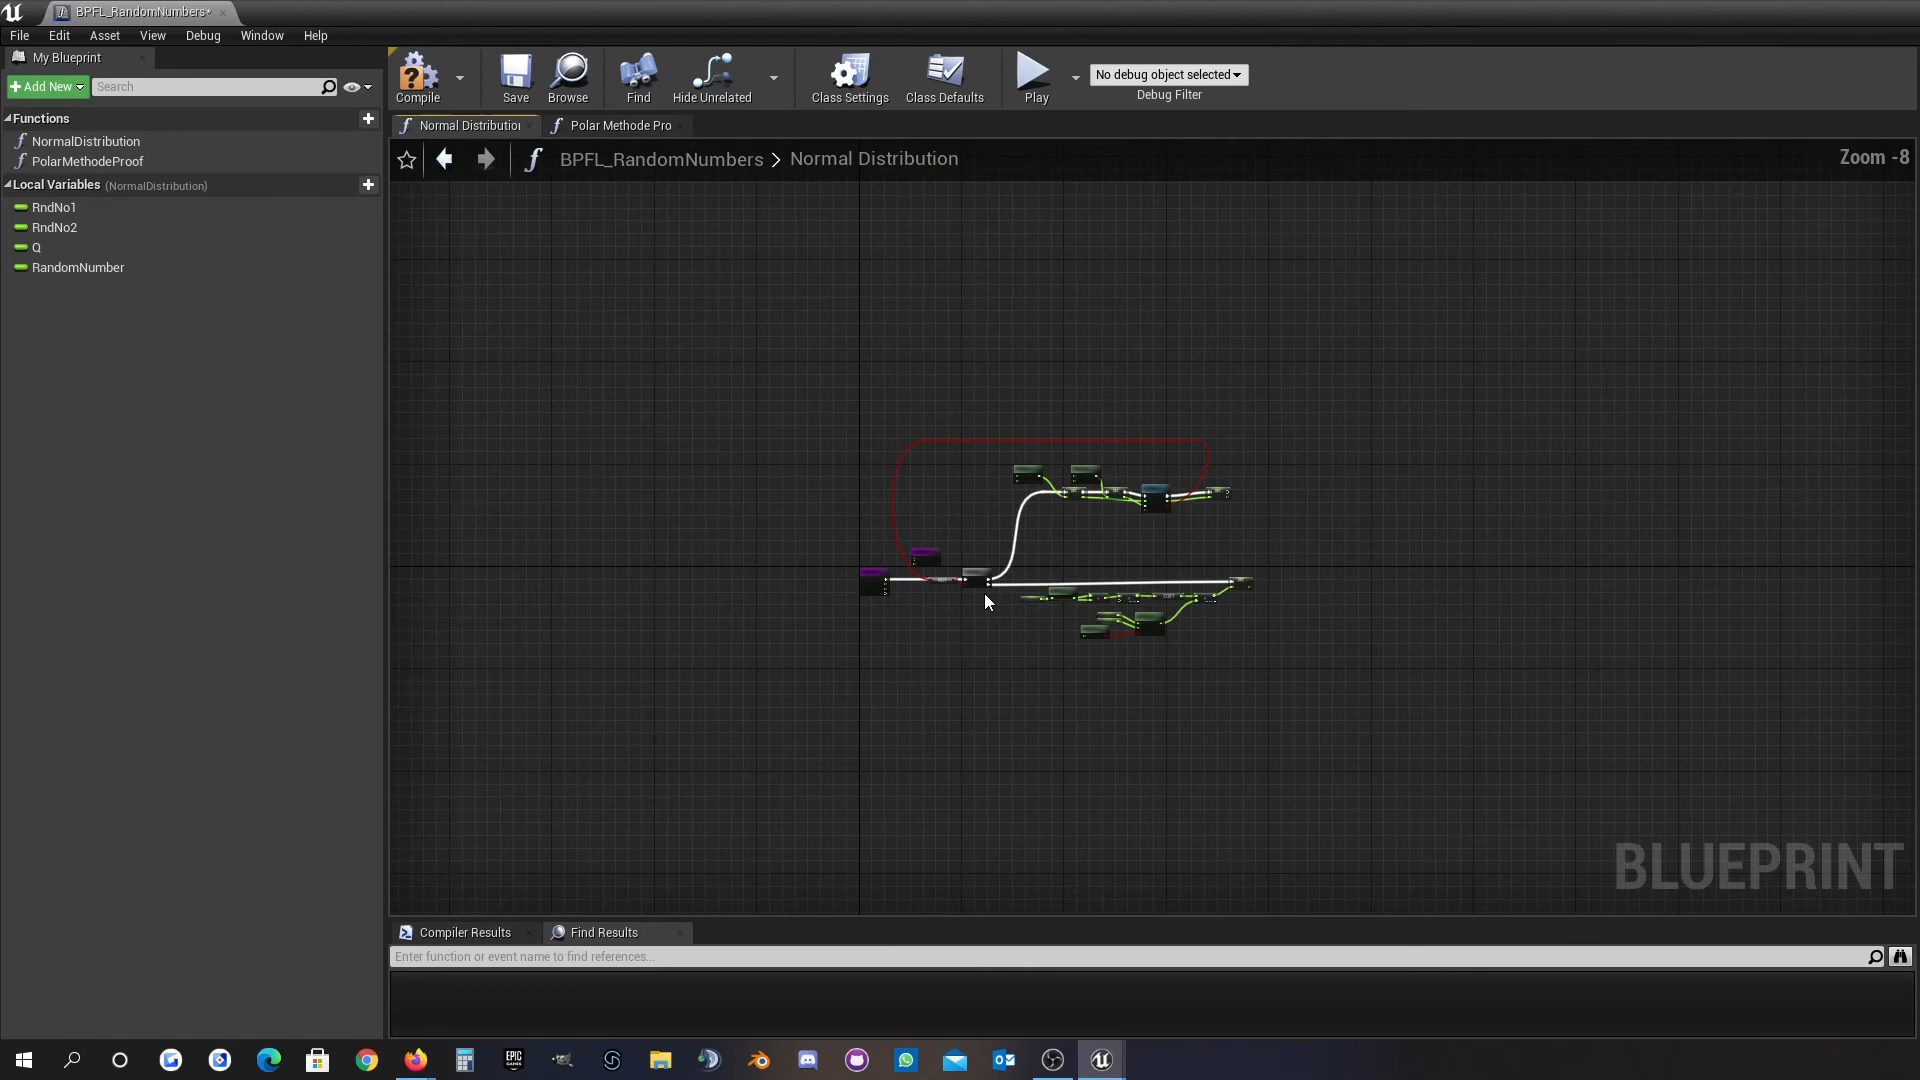 BPFL_RandomNumbers*
File Edit Asset View Debug Window Help
My Blueprint
Add New
Search
Functions
NormalDistribution
PolarMethodeProof
Local Variables (NormalDistribution)
RndNo1
RndNo2
Q
RandomNumber
Compile
Save
Browse
Find
Hide Unrelated
Class Settings
Class Defaults
Play
No debug object selected
Debug Filter
Normal Distribution
Polar Methode Pro
BPFL_RandomNumbers > Normal Distribution
Zoom -8
BLUEPRINT
Compiler Results
Find Results
Enter function or event name to find references...
EPIC
GAMES